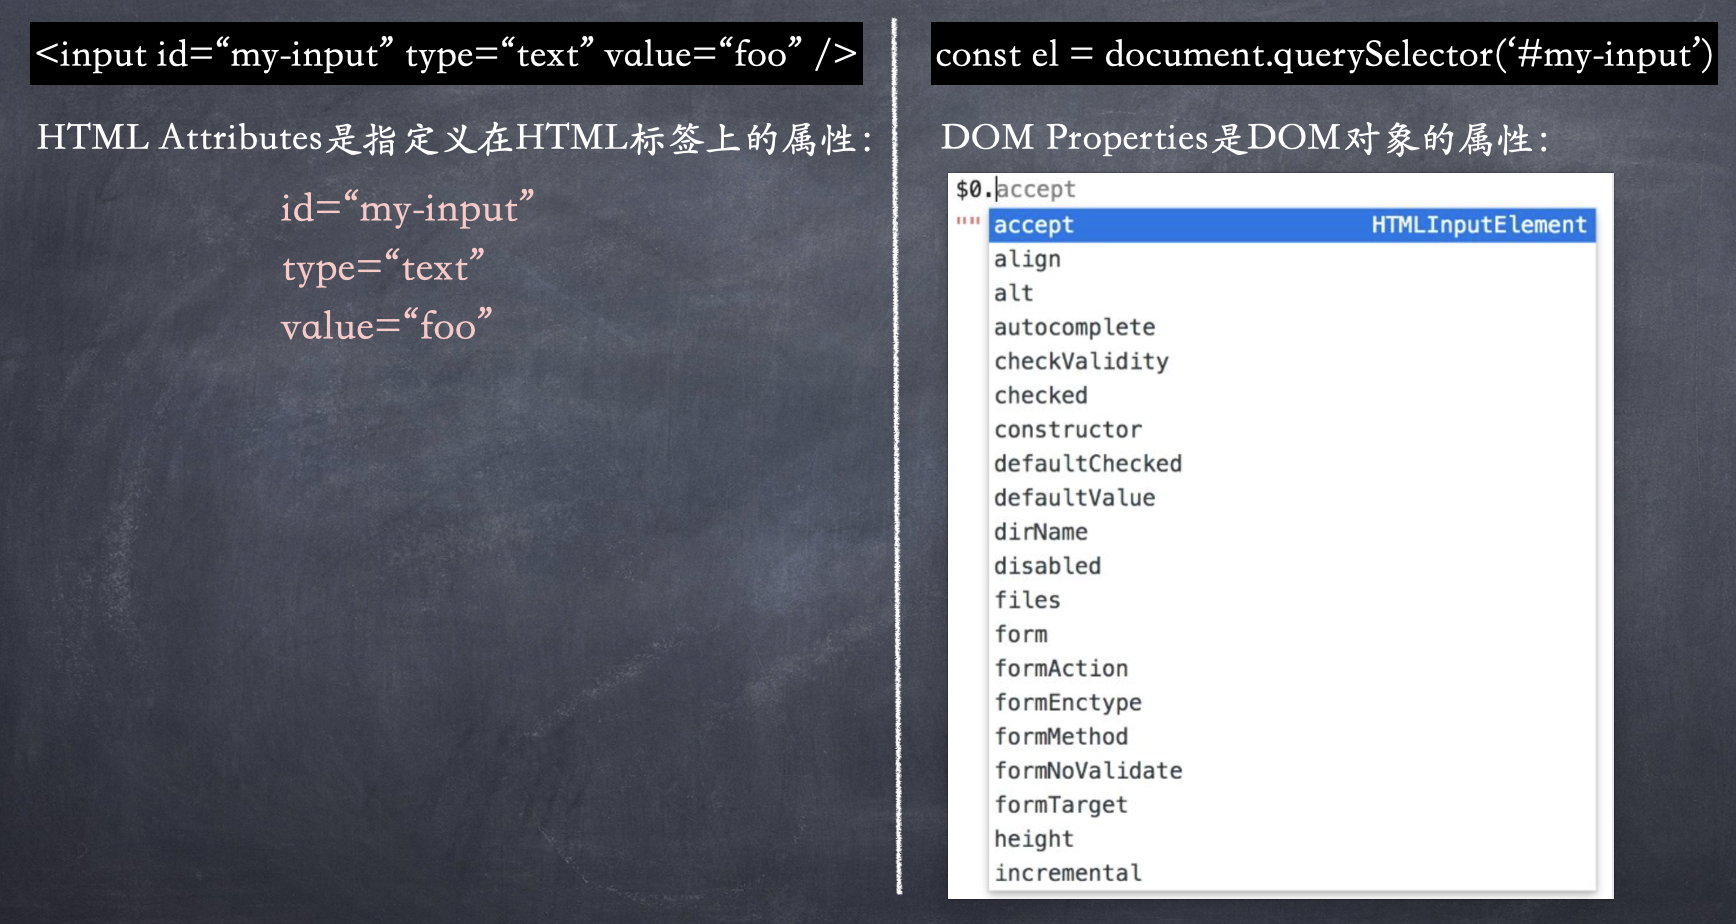 <input id=“my-input” type=“text” value=“foo” />
HTML Attributes是指定义在HTML标签上的属性：
id=“my-input”
type=“text”
value=“foo”
const el = document.querySelector(‘#my-input’)
DOM Properties是DOM对象的属性：
$0.accept
""
accept HTMLInputElement
align
alt
autocomplete
checkValidity
checked
constructor
defaultChecked
defaultValue
dirName
disabled
files
form
formAction
formEnctype
formMethod
formNoValidate
formTarget
height
incremental